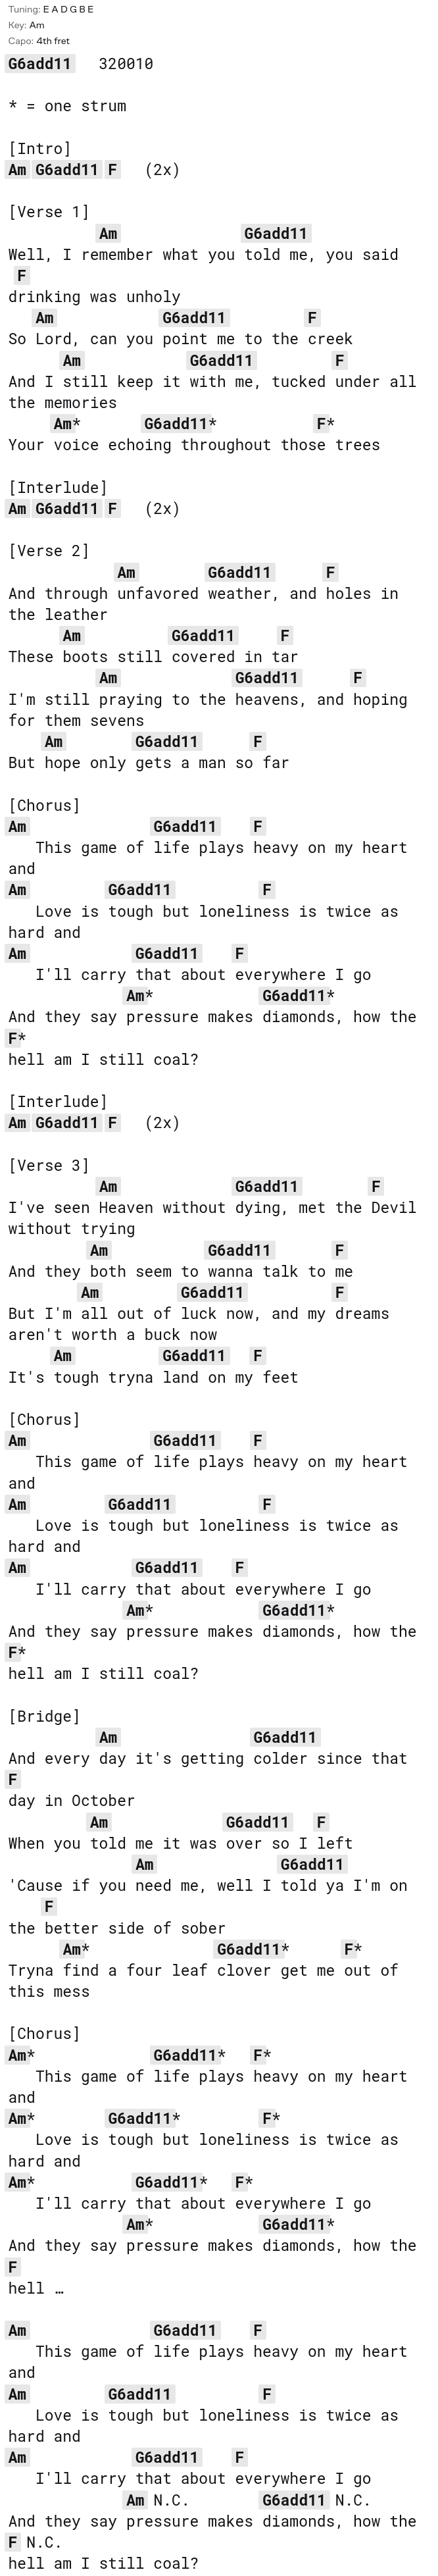 Tuning: E A D G B E
Key: Am
Capo: 4th fret
G6add11   320010

* = one strum

[Intro]
Am G6add11 F   (2x)

[Verse 1]
          Am              G6add11
Well, I remember what you told me, you said
 F
drinking was unholy
   Am            G6add11         F
So Lord, can you point me to the creek
      Am            G6add11         F
And I still keep it with me, tucked under all
the memories
     Am*       G6add11*           F*
Your voice echoing throughout those trees

[Interlude]
Am G6add11 F   (2x)

[Verse 2]
            Am        G6add11      F
And through unfavored weather, and holes in
the leather
      Am          G6add11     F
These boots still covered in tar
          Am             G6add11      F
I'm still praying to the heavens, and hoping
for them sevens
    Am        G6add11      F
But hope only gets a man so far

[Chorus]
Am              G6add11    F
   This game of life plays heavy on my heart
and
Am         G6add11          F
   Love is tough but loneliness is twice as
hard and
Am            G6add11    F
   I'll carry that about everywhere I go
             Am*            G6add11*
And they say pressure makes diamonds, how the
F*
hell am I still coal?

[Interlude]
Am G6add11 F   (2x)

[Verse 3]
          Am             G6add11        F
I've seen Heaven without dying, met the Devil
without trying
         Am           G6add11       F
And they both seem to wanna talk to me
        Am         G6add11          F
But I'm all out of luck now, and my dreams
aren't worth a buck now
     Am          G6add11   F
It's tough tryna land on my feet

[Chorus]
Am              G6add11    F
   This game of life plays heavy on my heart
and
Am         G6add11          F
   Love is tough but loneliness is twice as
hard and
Am            G6add11    F
   I'll carry that about everywhere I go
             Am*            G6add11*
And they say pressure makes diamonds, how the
F*
hell am I still coal?

[Bridge]
          Am               G6add11
And every day it's getting colder since that
F
day in October
         Am             G6add11   F
When you told me it was over so I left
              Am              G6add11
'Cause if you need me, well I told ya I'm on
    F
the better side of sober
      Am*              G6add11*      F*
Tryna find a four leaf clover get me out of
this mess

[Chorus]
Am*             G6add11*   F*
   This game of life plays heavy on my heart
and
Am*        G6add11*         F*
   Love is tough but loneliness is twice as
hard and
Am*           G6add11*   F*
   I'll carry that about everywhere I go
             Am*            G6add11*
And they say pressure makes diamonds, how the
F
hell …

Am              G6add11    F
   This game of life plays heavy on my heart
and
Am         G6add11          F
   Love is tough but loneliness is twice as
hard and
Am            G6add11    F
   I'll carry that about everywhere I go
             Am N.C.        G6add11 N.C.
And they say pressure makes diamonds, how the
F N.C.
hell am I still coal?